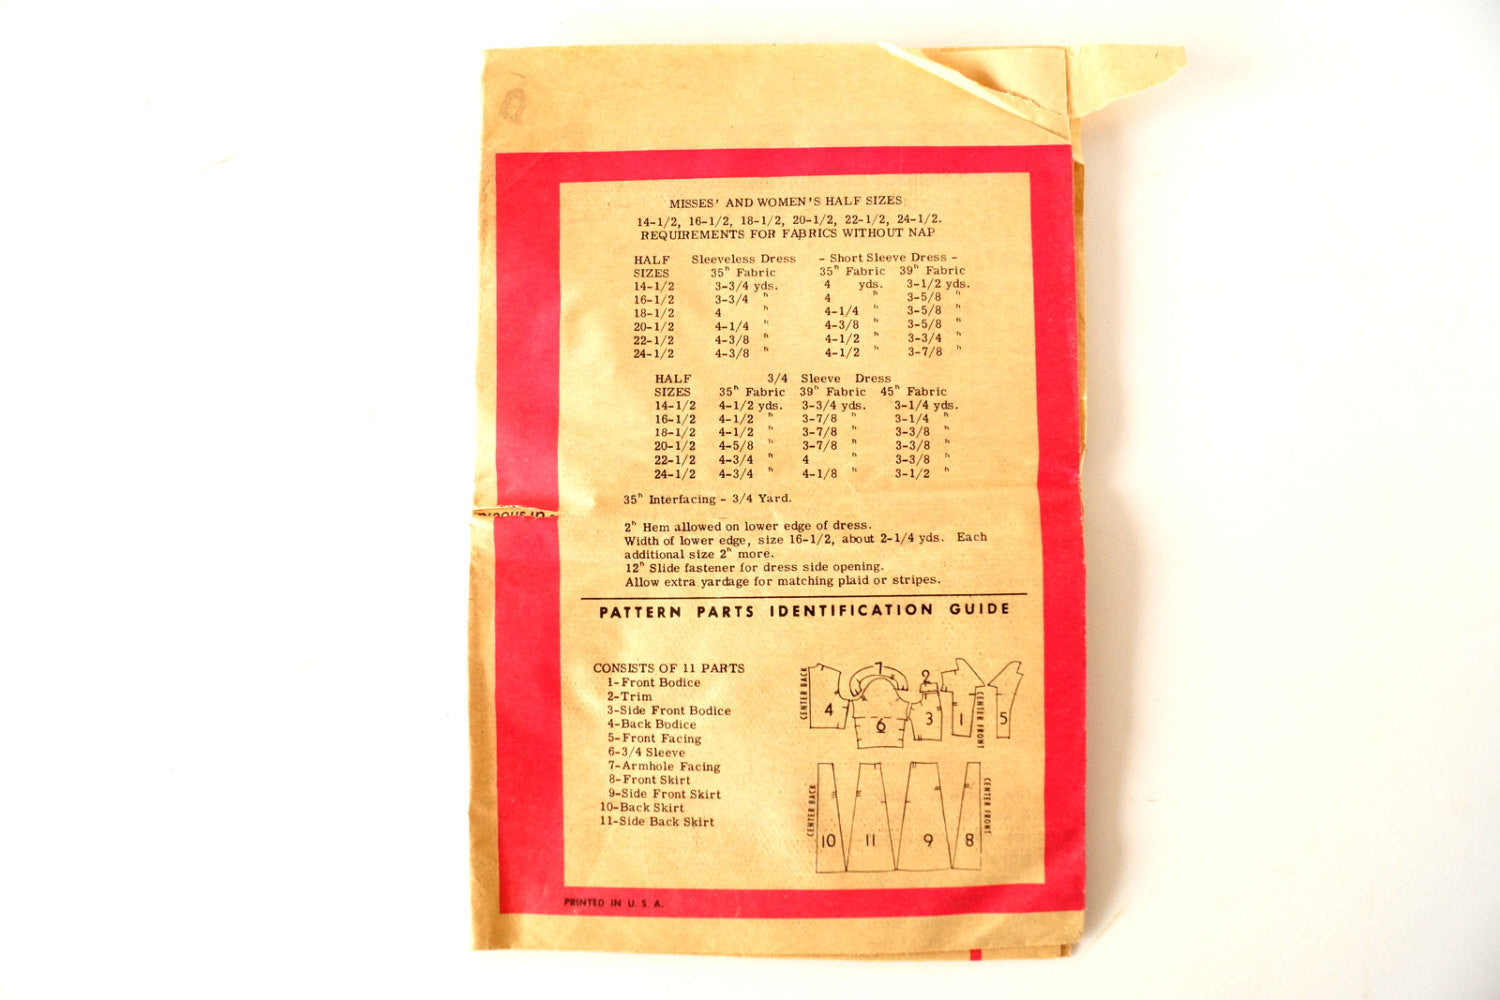 MISSES' AND WOMEN'S HALF SIZES
14-1/2, 16-1/2, 18-1/2, 20-1/2, 22-1/2, 24-1/2.
REQUIREMENTS FOR FABRICS WITHOUT NAP
HALF Sleeveless Dress - Short Sleeve Dress -
SIZES 35" Fabric 35" Fabric 39" Fabric
14-1/2 3-3/4 yds. 4 yds. 3-1/2 yds.
16-1/2 3-3/4 " 4 " 3-5/8 "
18-1/2 4 " 4-1/4 " 3-5/8 "
20-1/2 4-1/4 " 4-3/8 " 3-5/8 "
22-1/2 4-3/8 " 4-1/2 " 3-3/4 "
24-1/2 4-3/8 " 4-1/2 " 3-7/8 "
HALF 3/4 Sleeve Dress
SIZES 35" Fabric 39" Fabric 45" Fabric
14-1/2 4-1/2 yds. 3-3/4 yds. 3-1/4 yds.
16-1/2 4-1/2 " 3-7/8 " 3-1/4 "
18-1/2 4-1/2 " 3-7/8 " 3-3/8 "
20-1/2 4-5/8 " 3-7/8 " 3-3/8 "
22-1/2 4-3/4 " 4 " 3-3/8 "
24-1/2 4-3/4 " 4-1/8 " 3-1/2 "
35" Interfacing - 3/4 Yard.
2" Hem allowed on lower edge of dress.
Width of lower edge, size 16-1/2, about 2-1/4 yds. Each
additional size 2" more.
12" Slide fastener for dress side opening.
Allow extra yardage for matching plaid or stripes.
PATTERN PARTS IDENTIFICATION GUIDE
CONSISTS OF 11 PARTS
1-Front Bodice
2-Trim
3-Side Front Bodice
4-Back Bodice
5-Front Facing
6-3/4 Sleeve
7-Armhole Facing
8-Front Skirt
9-Side Front Skirt
10-Back Skirt
11-Side Back Skirt
CENTER BACK
4
7
6
2
3
1
CENTER FRONT
5
CENTER BACK
10
11
9
8
CENTER FRONT
PRINTED IN U. S. A.